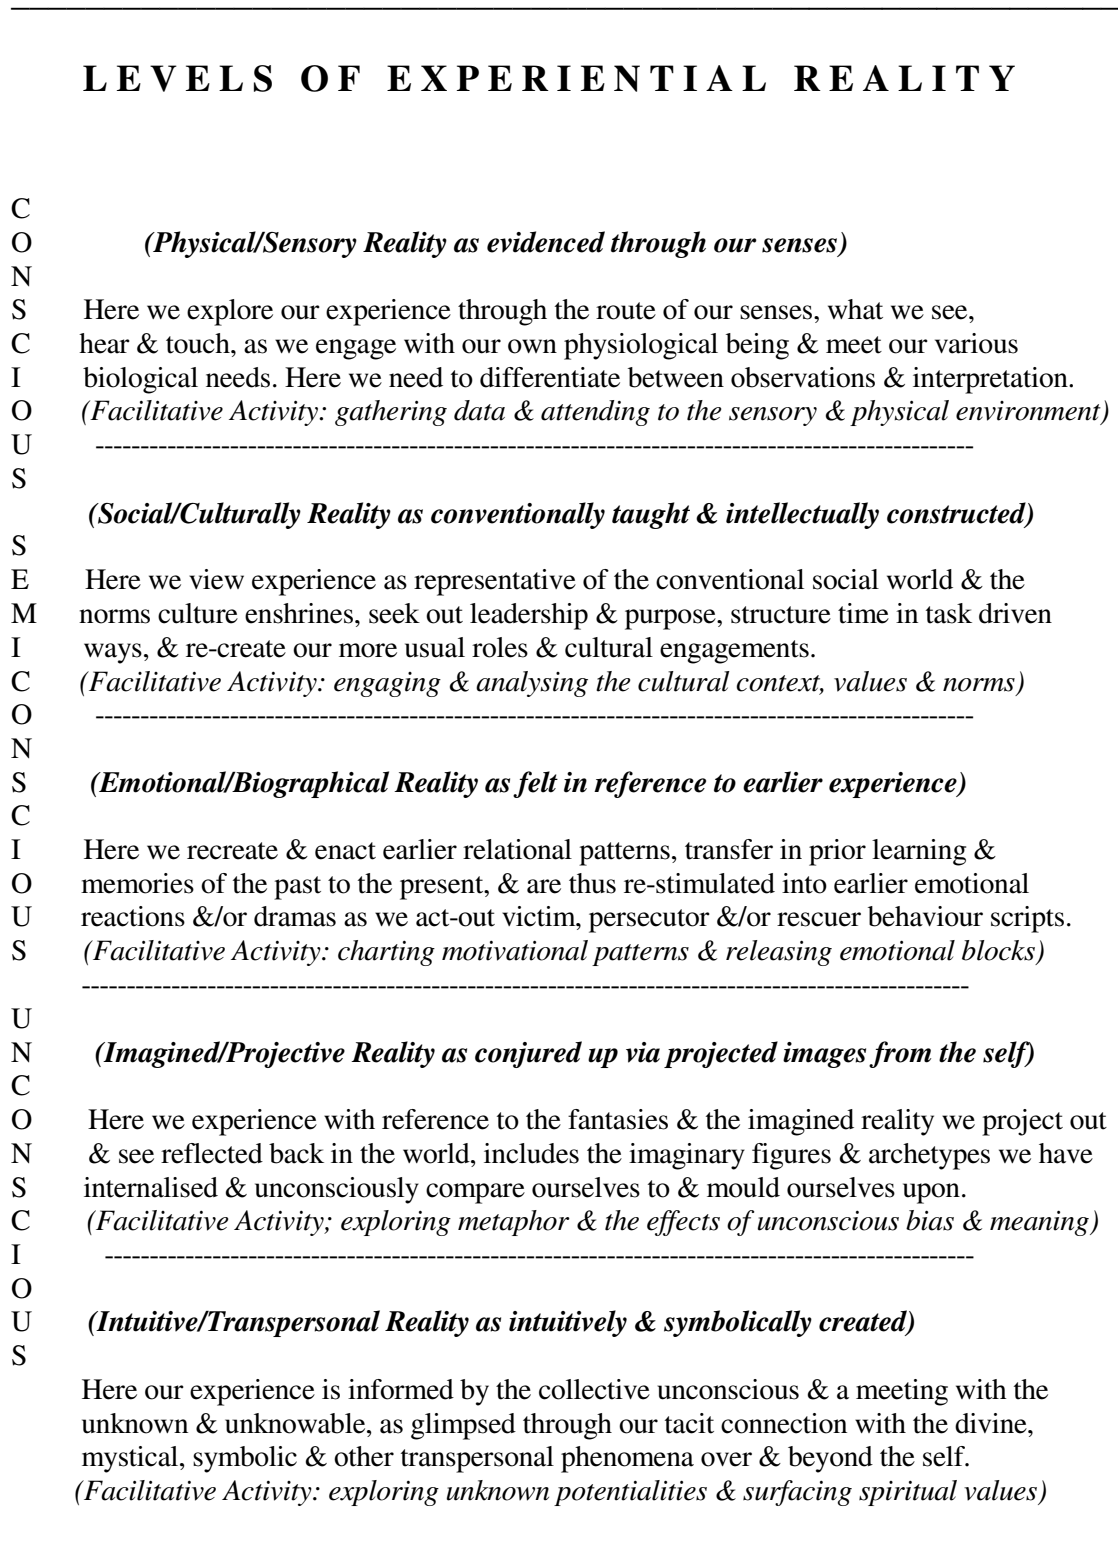 LEVELS OF EXPERIENTIAL REALITY
C
O (Physical/Sensory Reality as evidenced through our senses)
N
S Here we explore our experience through the route of our senses, what we see,
C hear & touch, as we engage with our own physiological being & meet our various
I biological needs. Here we need to differentiate between observations & interpretation.
O (Facilitative Activity: gathering data & attending to the sensory & physical environment)
U --------------------------------------------------------------------------------------------------
S
(Social/Culturally Reality as conventionally taught & intellectually constructed)
S
E Here we view experience as representative of the conventional social world & the
M norms culture enshrines, seek out leadership & purpose, structure time in task driven
I ways, & re-create our more usual roles & cultural engagements.
C (Facilitative Activity: engaging & analysing the cultural context, values & norms)
O --------------------------------------------------------------------------------------------------
N
S (Emotional/Biographical Reality as felt in reference to earlier experience)
C
I Here we recreate & enact earlier relational patterns, transfer in prior learning &
O memories of the past to the present, & are thus re-stimulated into earlier emotional
U reactions &/or dramas as we act-out victim, persecutor &/or rescuer behaviour scripts.
S (Facilitative Activity: charting motivational patterns & releasing emotional blocks)
---------------------------------------------------------------------------------------------------
U
N (Imagined/Projective Reality as conjured up via projected images from the self)
C
O Here we experience with reference to the fantasies & the imagined reality we project out
N & see reflected back in the world, includes the imaginary figures & archetypes we have
S internalised & unconsciously compare ourselves to & mould ourselves upon.
C (Facilitative Activity; exploring metaphor & the effects of unconscious bias & meaning)
I -------------------------------------------------------------------------------------------------
O
U (Intuitive/Transpersonal Reality as intuitively & symbolically created)
S
Here our experience is informed by the collective unconscious & a meeting with the
unknown & unknowable, as glimpsed through our tacit connection with the divine,
mystical, symbolic & other transpersonal phenomena over & beyond the self.
(Facilitative Activity: exploring unknown potentialities & surfacing spiritual values)